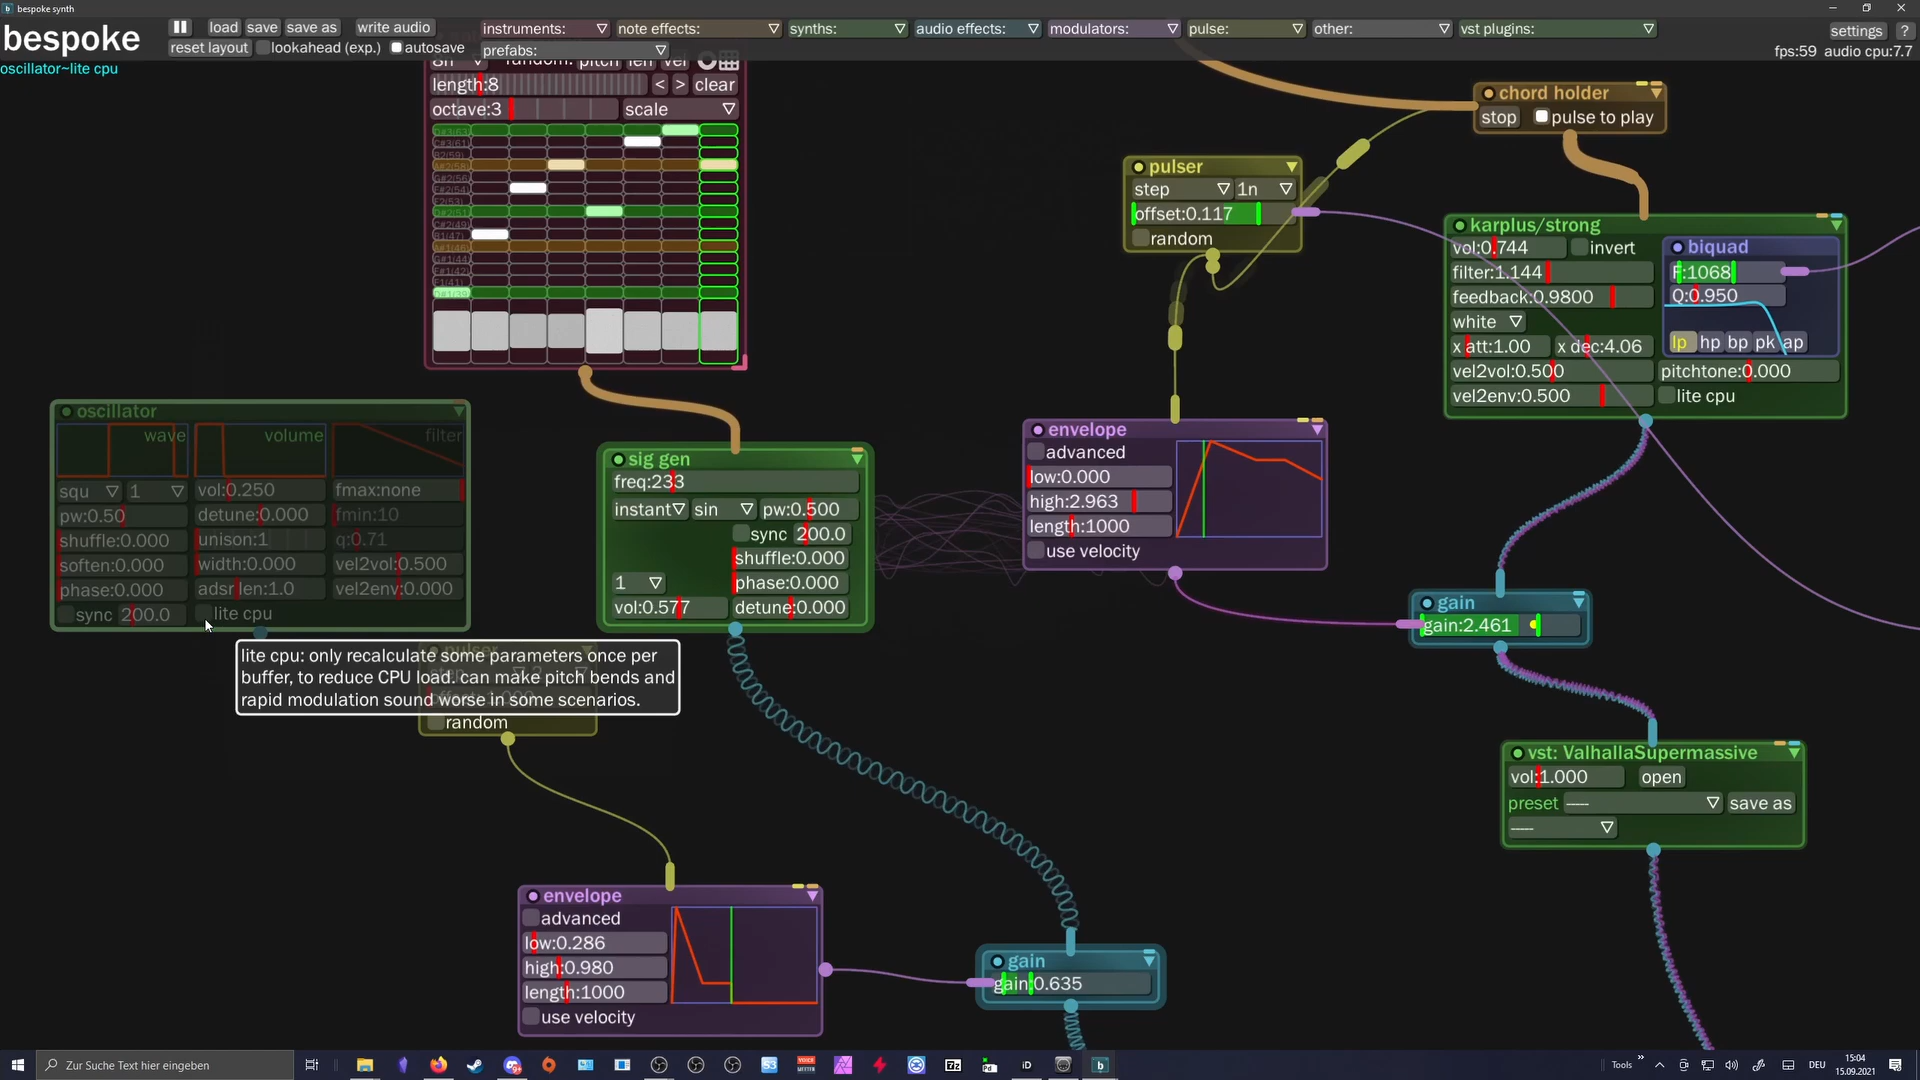 bespoke synth
bespoke
load save save as write audio
reset layout lookahead (exp.) autosave
instruments: note effects: synths: audio effects: modulators: pulse: other: vst plugins:
prefabs:
settings ?
fps:59 audio cpu:7.7
oscillator~lite cpu
8n random: pitch len vel
length:8 < > clear
octave:3 scale
chord holder
stop pulse to play
pulser
step 1n
offset:0.117
random
karplus/strong
vol:0.744 invert
filter:1.144
feedback:0.9800
white
x att:1.00 x dec:4.06
vel2vol:0.500 pitchtone:0.000
vel2env:0.500 lite cpu
biquad
F:1068
Q:0.950
lp hp bp pk ap
oscillator
wave volume filter
squ 1 vol:0.250 fmax:none
pw:0.50 detune:0.000 fmin:10
shuffle:0.000 unison:1 q:0.71
soften:0.000 width:0.000 vel2vol:0.500
phase:0.000 adsr len:1.0 vel2env:0.000
sync 200.0 lite cpu
sig gen
freq:233
instant sin pw:0.500
sync 200.0
shuffle:0.000
1 phase:0.000
vol:0.577 detune:0.000
envelope
advanced
low:0.000
high:2.963
length:1000
use velocity
gain
gain:2.461
lite cpu: only recalculate some parameters once per
buffer, to reduce CPU load. can make pitch bends and
rapid modulation sound worse in some scenarios.
random
vst: ValhallaSupermassive
vol:1.000 open
preset ----- save as
-----
envelope
advanced
low:0.286
high:0.980
length:1000
use velocity
gain
gain:0.635
Zur Suche Text hier eingeben
Tools » DEU 15:04
15.09.2021